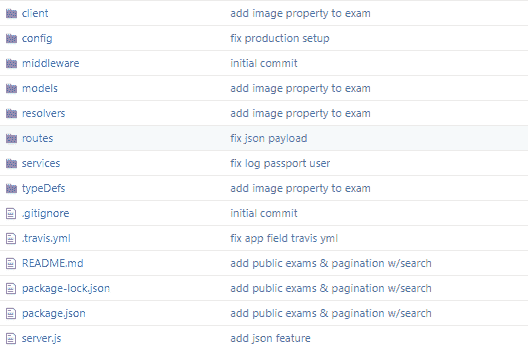 client add image property to exam
config fix production setup
middleware initial commit
models add image property to exam
resolvers add image property to exam
routes fix json payload
services fix log passport user
typeDefs add image property to exam
.gitignore initial commit
.travis.yml fix app field travis yml
README.md add public exams & pagination w/search
package-lock.json add public exams & pagination w/search
package.json add public exams & pagination w/search
server.js add json feature